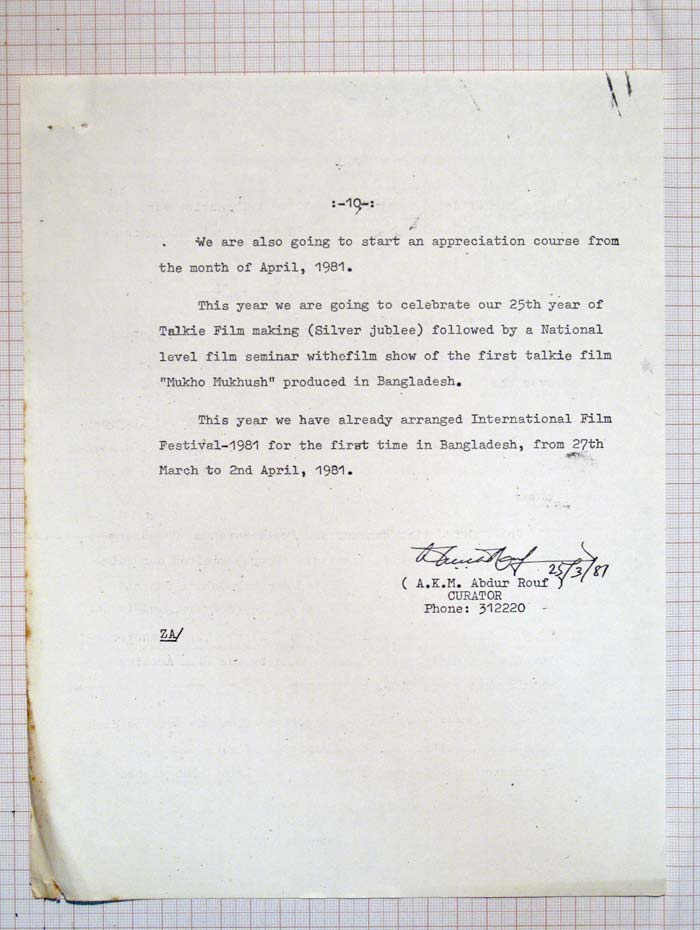 :-10-:
We are also going to start an appreciation course from
the month of April, 1981.
This year we are going to celebrate our 25th year of
Talkie Film making (Silver jublee) followed by a National
level film seminar withefilm show of the first talkie film
"Mukho Mukhush" produced in Bangladesh.
This year we have already arranged International Film
Festival-1981 for the first time in Bangladesh, from 27th
March to 2nd April, 1981.
25/3/81
( A.K.M. Abdur Rouf )
CURATOR
Phone: 312220
ZA/